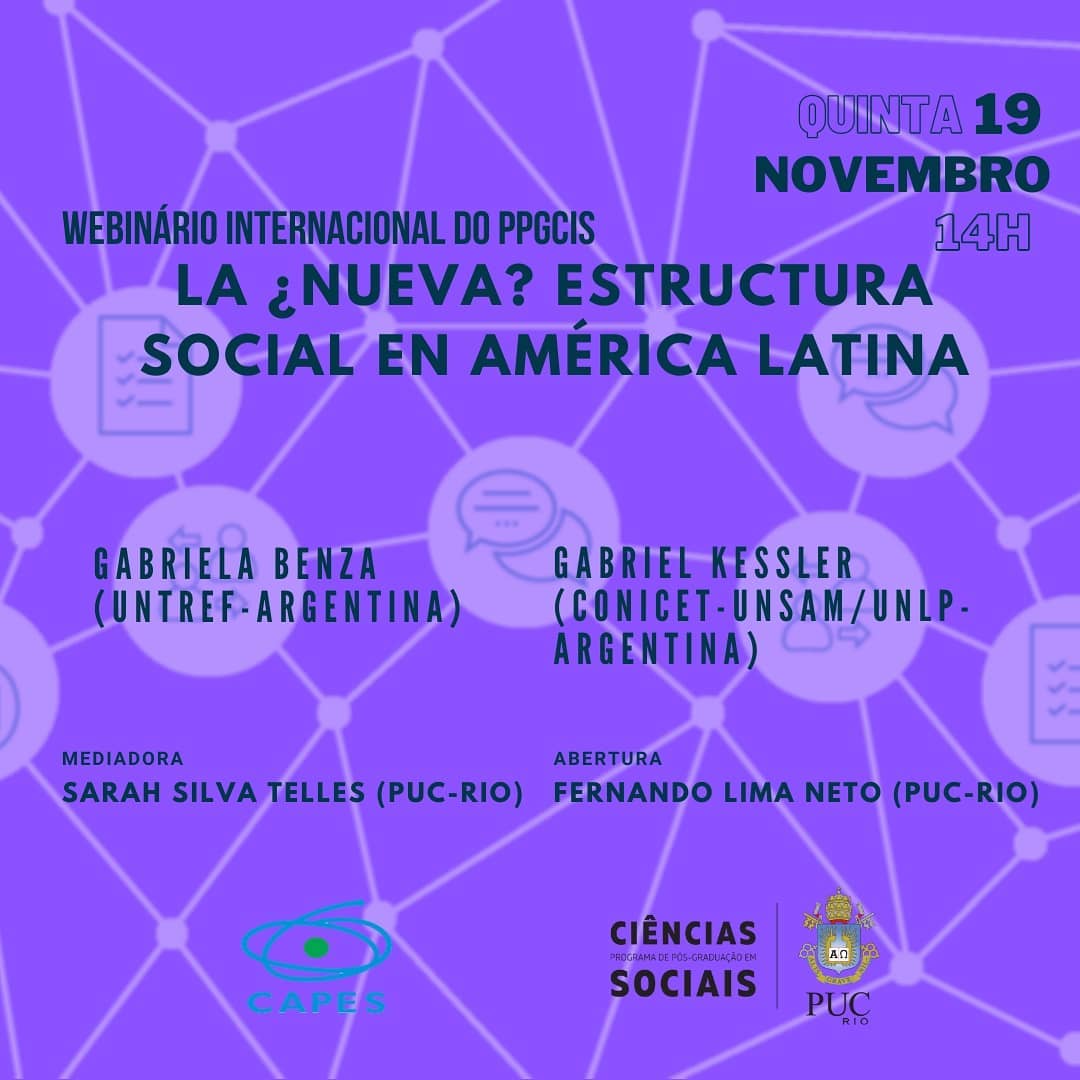 QUINTA 19
NOVEMBRO
14H
WEBINÁRIO INTERNACIONAL DO PPGCIS
LA ¿NUEVA? ESTRUCTURA
SOCIAL EN AMÉRICA LATINA
GABRIELA BENZA
(UNTREF-ARGENTINA)
GABRIEL KESSLER
(CONICET-UNSAM/UNLP-
ARGENTINA)
MEDIADORA
SARAH SILVA TELLES (PUC-RIO)
ABERTURA
FERNANDO LIMA NETO (PUC-RIO)
CAPES
CIÊNCIAS
PROGRAMA DE PÓS-GRADUAÇÃO EM
SOCIAIS
ΑΩ
PUC
RIO